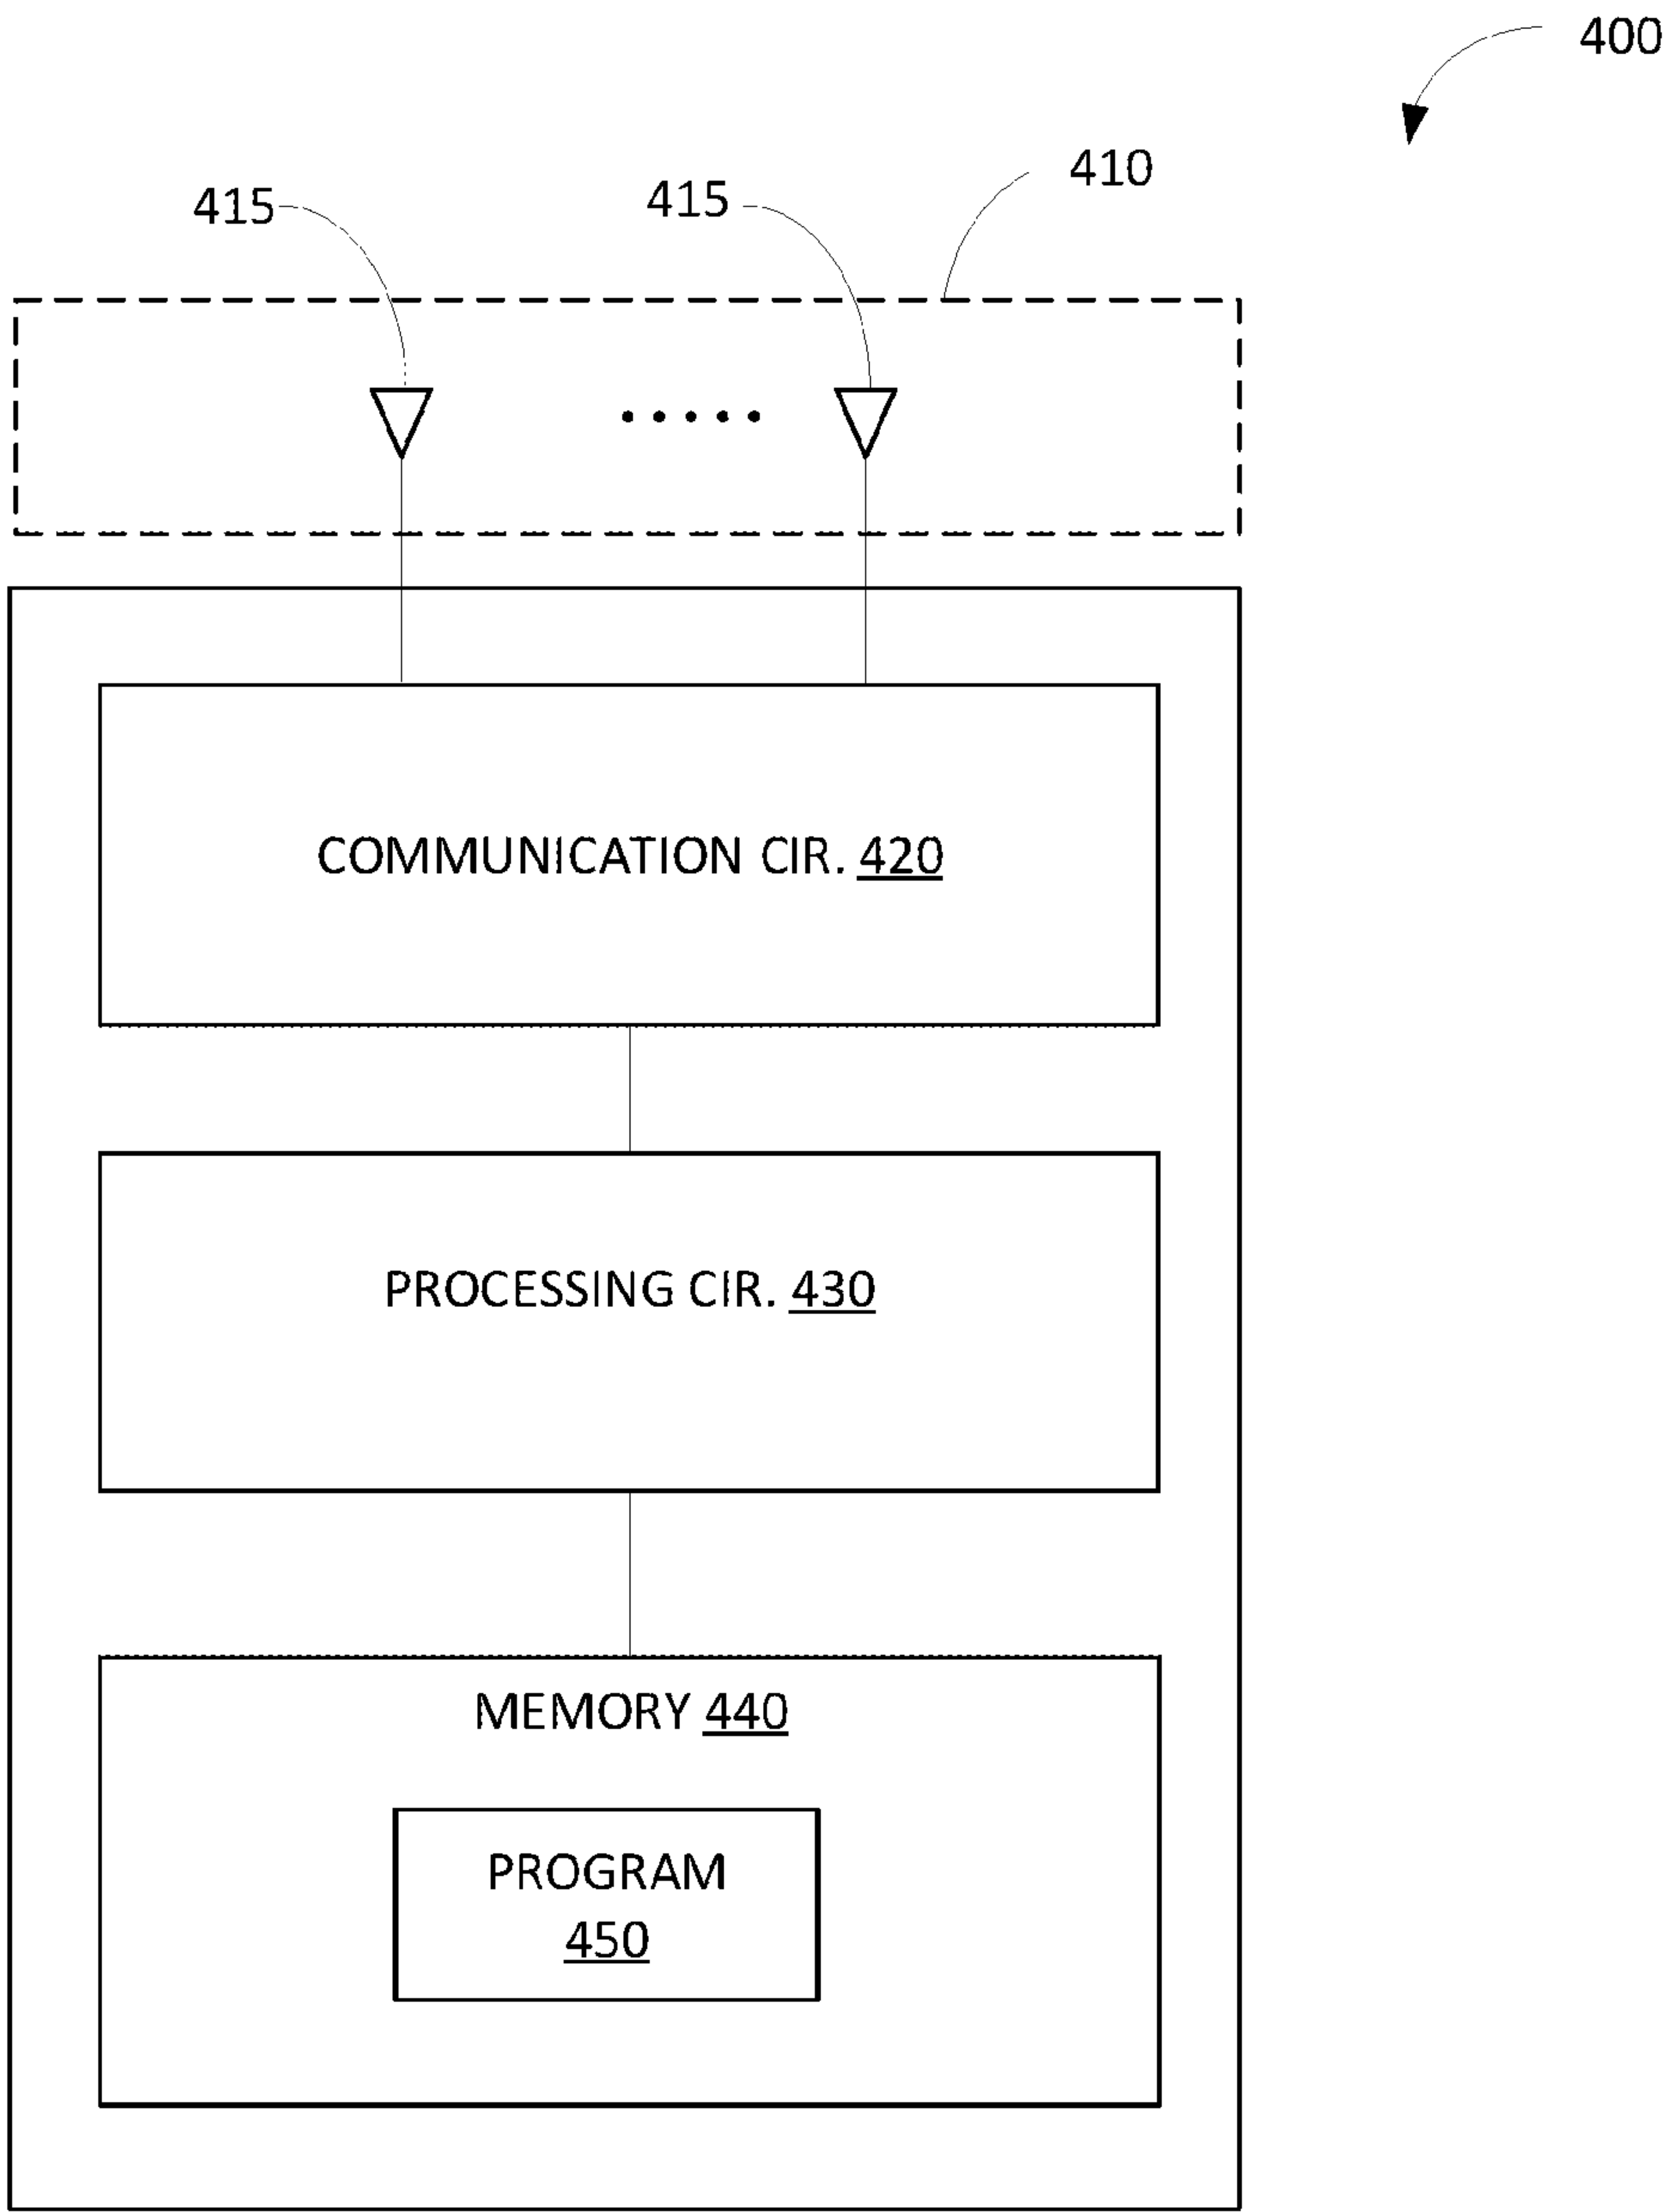 400
410
415
415
COMMUNICATION CIR. 420
PROCESSING CIR. 430
MEMORY 440
PROGRAM
450